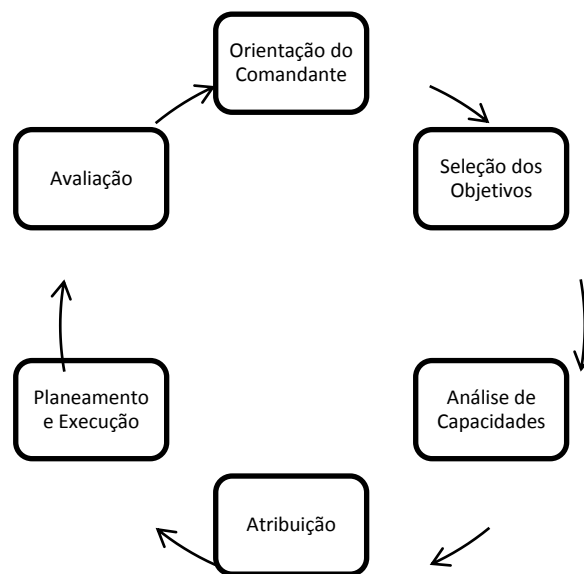 Orientação do
Comandante
Seleção dos
Objetivos
Análise de
Capacidades
Atribuição
Planeamento
e Execução
Avaliação